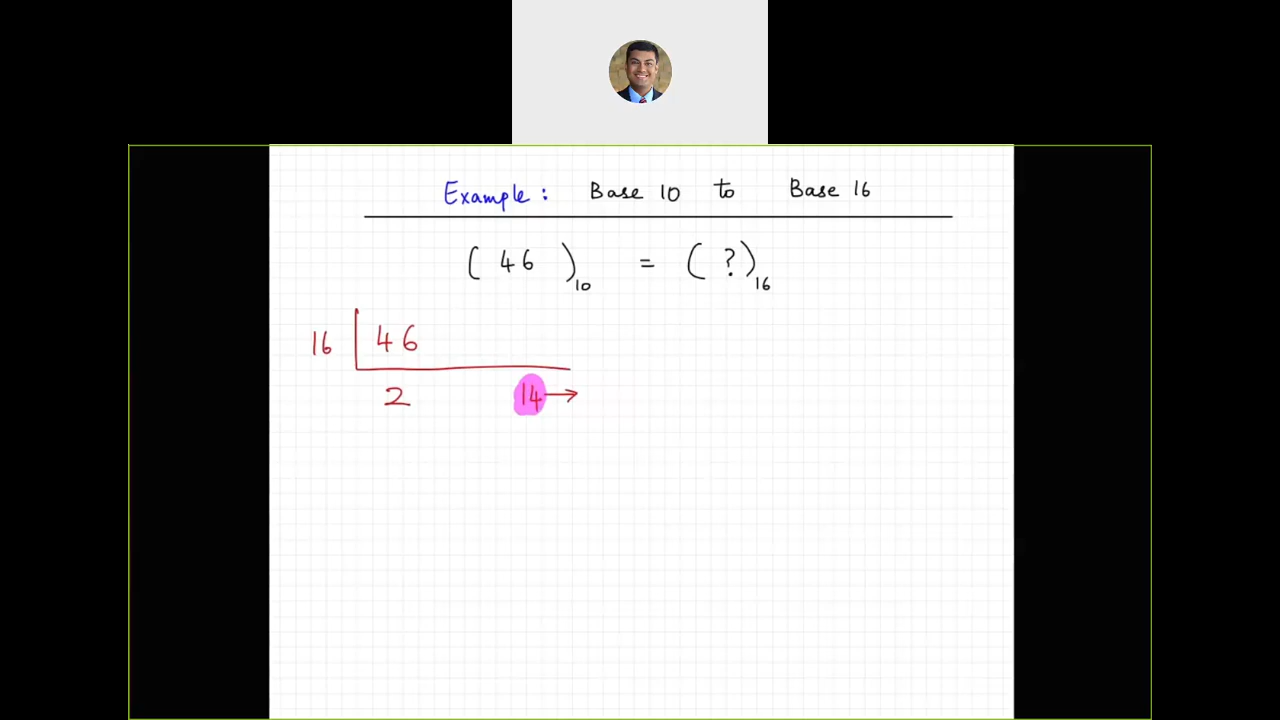 Example: Base 10 to Base 16
( 46 )10 = ( ? )16
16 46
2 14 →